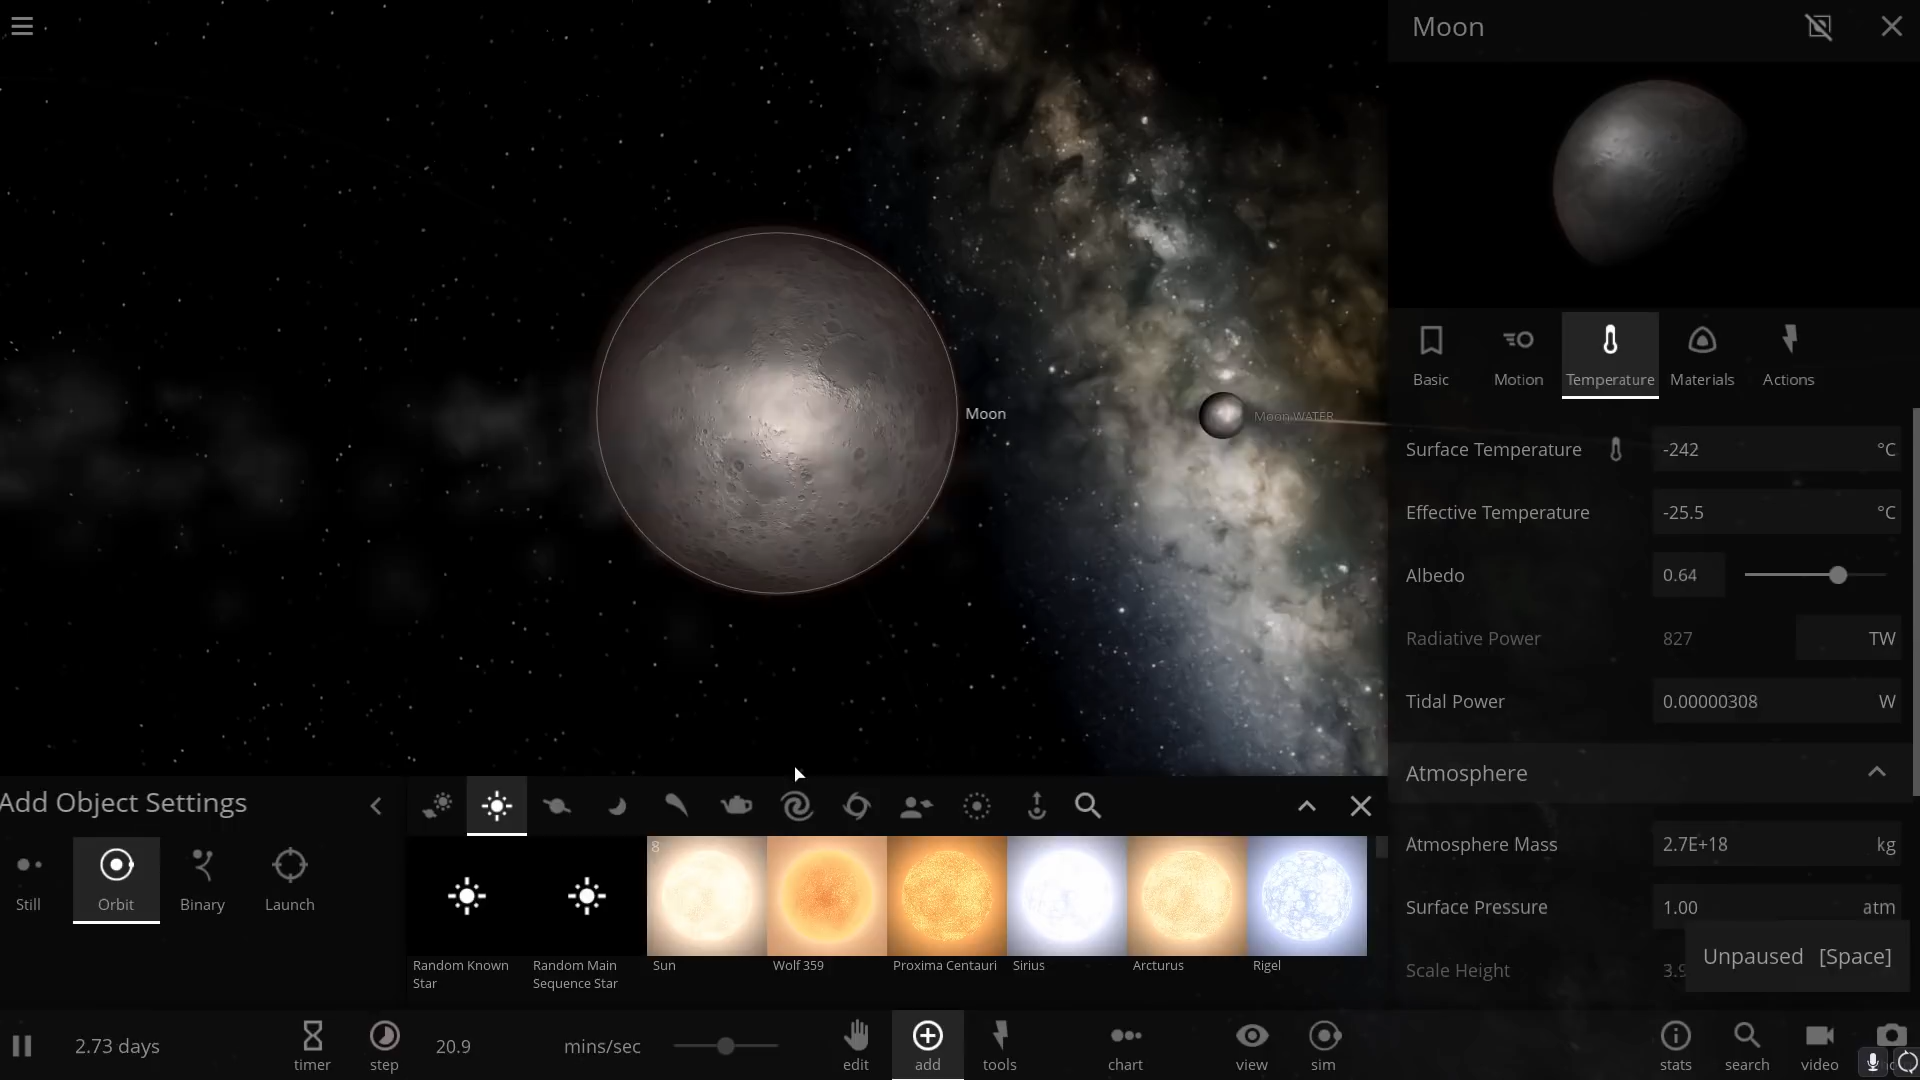 Moon
Moon
Moon WATER
Basic
Motion
Temperature
Materials
Actions
Surface Temperature -242 °C
Effective Temperature -25.5 °C
Albedo 0.64
Radiative Power 827 TW
Tidal Power 0.00000308 W
Atmosphere
Atmosphere Mass 2.7E+18 kg
Surface Pressure 1.00 atm
Scale Height
Unpaused [Space]
Add Object Settings
Still
Orbit
Binary
Launch
8
Random Known
Star
Random Main
Sequence Star
Sun
Wolf 359
Proxima Centauri
Sirius
Arcturus
Rigel
2.73 days
timer
step
20.9 mins/sec
edit
add
tools
chart
view
sim
stats
search
video